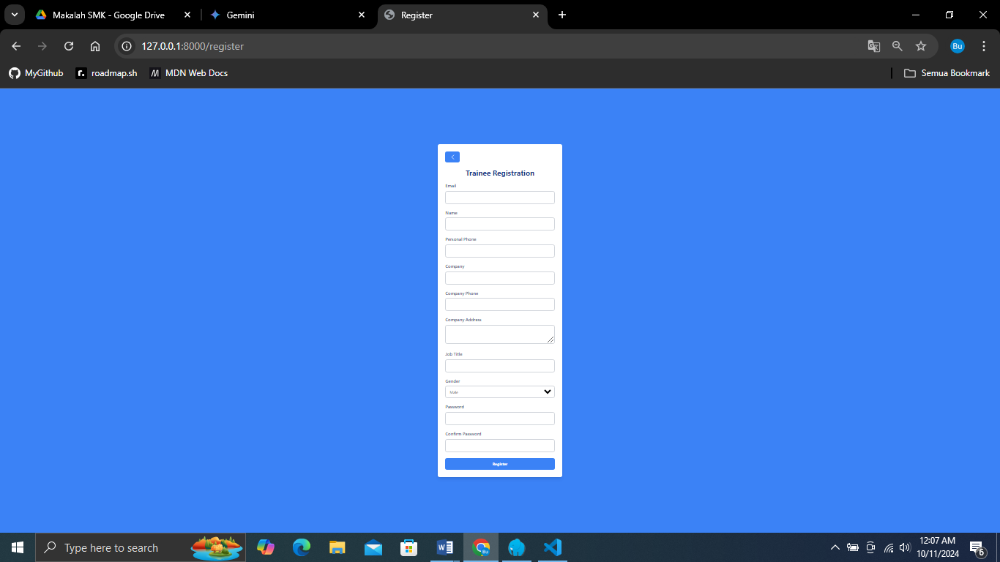 Makalah SMK - Google Drive
Gemini
Register
127.0.0.1:8000/register
Bu
MyGithub
r.
roadmap.sh
MDN Web Docs
Semua Bookmark
Trainee Registration
Email
Name
Personal Phone
Company
Company Phone
Company Address
Job Title
Gender
Male
Password
Confirm Password
Register
Type here to search
12:07 AM
10/11/2024
6